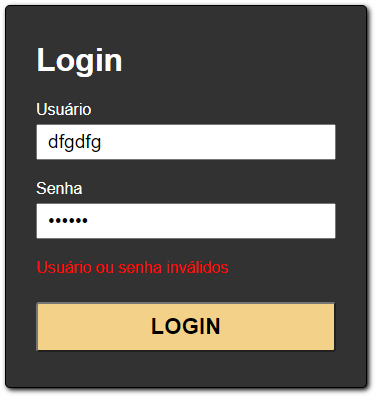 Login
Usuário
dfgdfg
Senha
••••••
Usuário ou senha inválidos
LOGIN